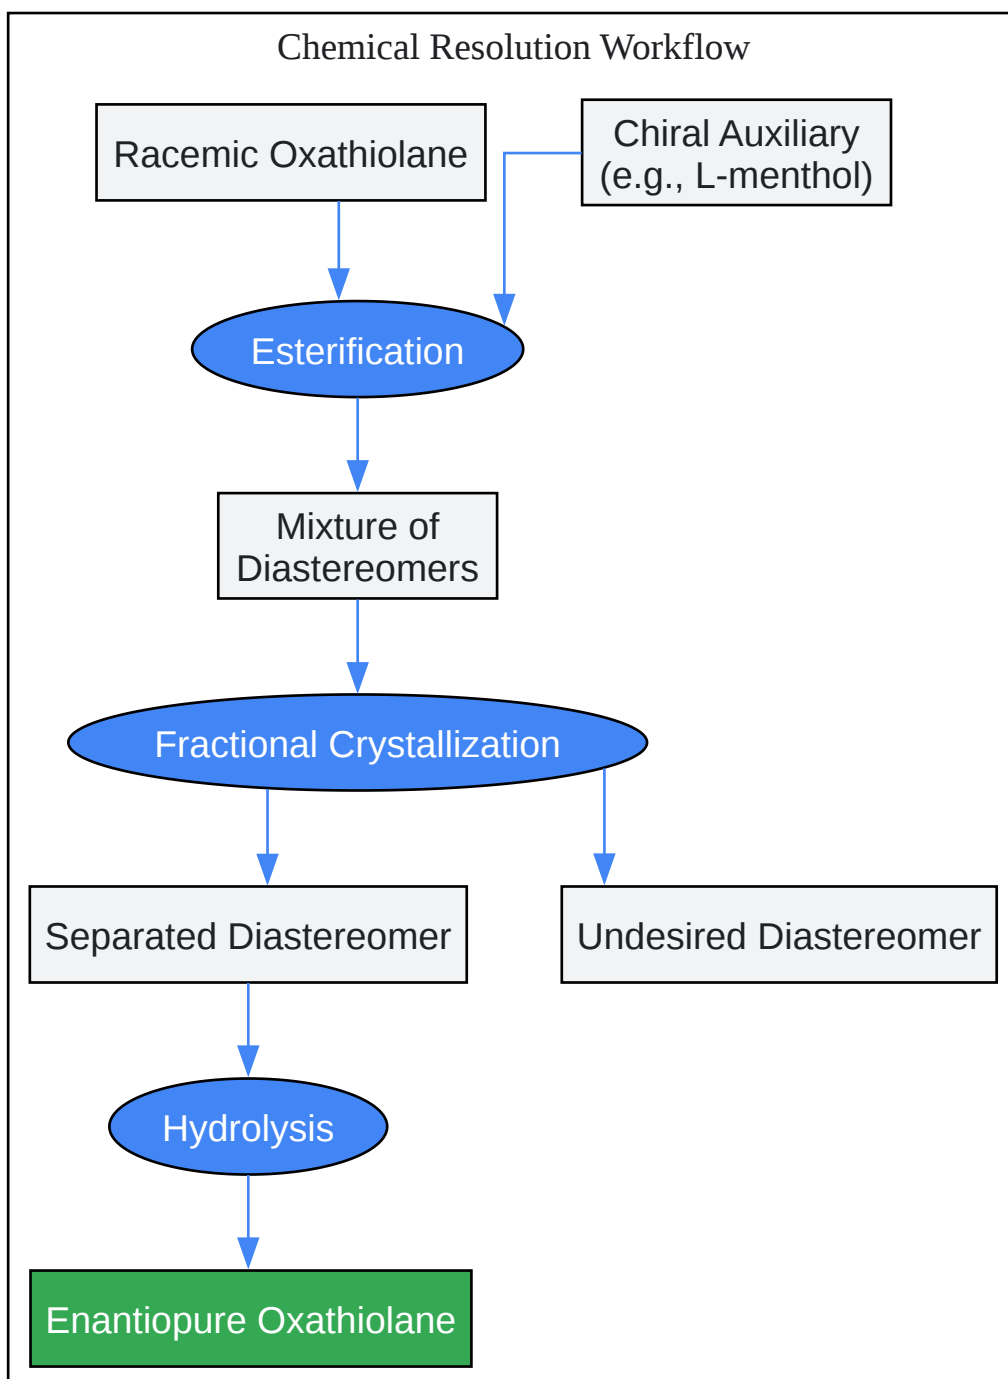 Chemical Resolution Workflow
Racemic Oxathiolane
Chiral Auxiliary
(e.g., L-menthol)
Esterification
Mixture of
Diastereomers
Fractional Crystallization
Separated Diastereomer
Undesired Diastereomer
Hydrolysis
Enantiopure Oxathiolane